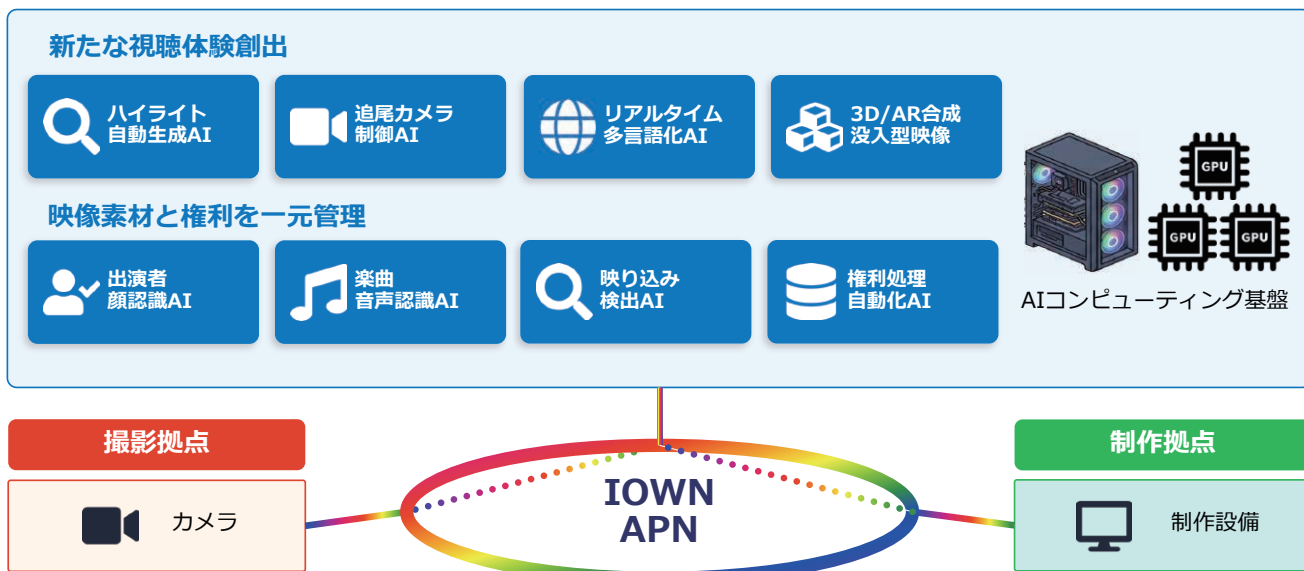 新たな視聴体験創出
ハイライト
自動生成AI
追尾カメラ
制御AI
リアルタイム
多言語化AI
3D/AR合成
没入型映像
映像素材と権利を一元管理
出演者
顔認識AI
楽曲
音声認識AI
映り込み
検出AI
権利処理
自動化AI
GPU
GPU
GPU
AIコンピューティング基盤
撮影拠点
カメラ
IOWN
APN
制作拠点
制作設備